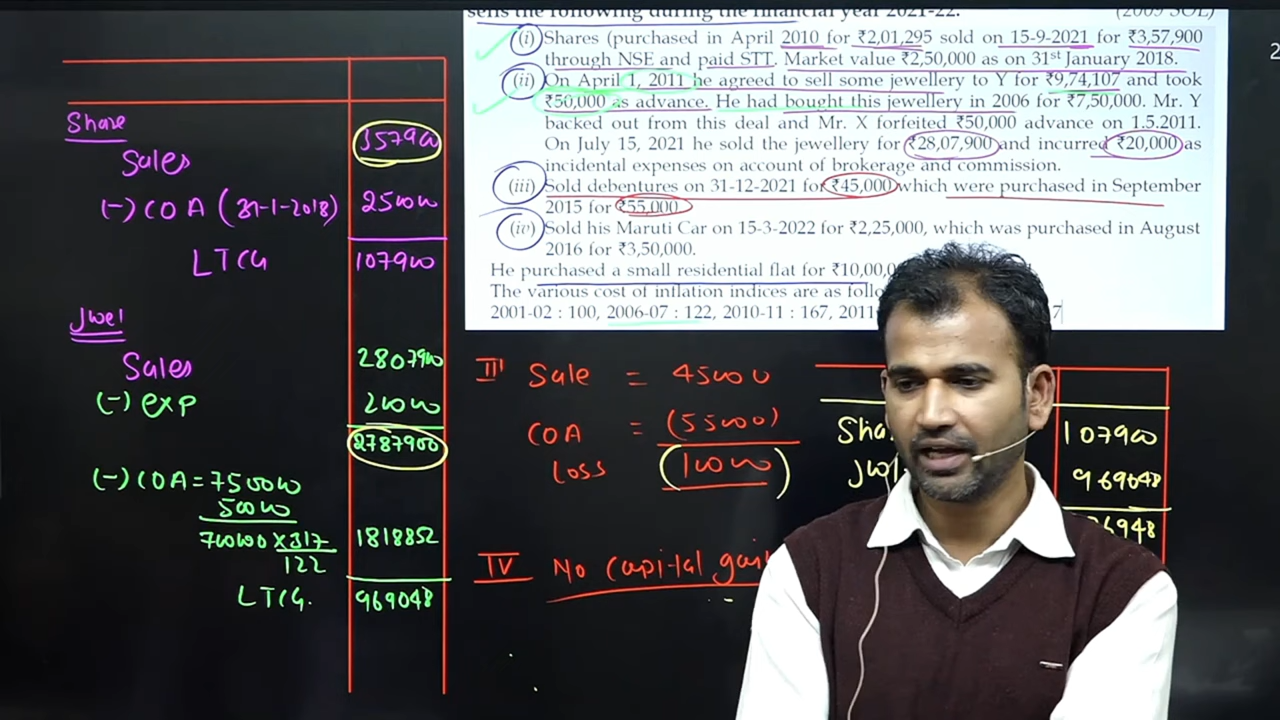 sells the following during the financial year 2021-22. (2009 SOL)
(i) Shares (purchased in April 2010 for ₹2,01,295 sold on 15-9-2021 for ₹3,57,900
through NSE and paid STT. Market value ₹2,50,000 as on 31st January 2018.
(ii) On April 1, 2011 he agreed to sell some jewellery to Y for ₹9,74,107 and took
₹50,000 as advance. He had bought this jewellery in 2006 for ₹7,50,000. Mr. Y
backed out from this deal and Mr. X forfeited ₹50,000 advance on 1.5.2011.
On July 15, 2021 he sold the jewellery for ₹28,07,900 and incurred ₹20,000 as
incidental expenses on account of brokerage and commission.
(iii) Sold debentures on 31-12-2021 for ₹45,000 which were purchased in September
2015 for ₹55,000.
(iv) Sold his Maruti Car on 15-3-2022 for ₹2,25,000, which was purchased in August
2016 for ₹3,50,000.
He purchased a small residential flat for ₹10,00,0
The various cost of inflation indices are as follo
2001-02 : 100, 2006-07 : 122, 2010-11 : 167, 2011 7
2
Share
Sales 357900
(-) COA (31-1-2018) 250000
LTCG 107900
Jwel
Sales 2807900
(-) exp 20000
2787900
(-) COA = 750000
50000
700000 × 317 1818852
122
LTCG. 969048
III Sale = 45000
COA = (55000)
Loss (10000)
IV No capital gain
Sha 107900
Jw 969048
6948